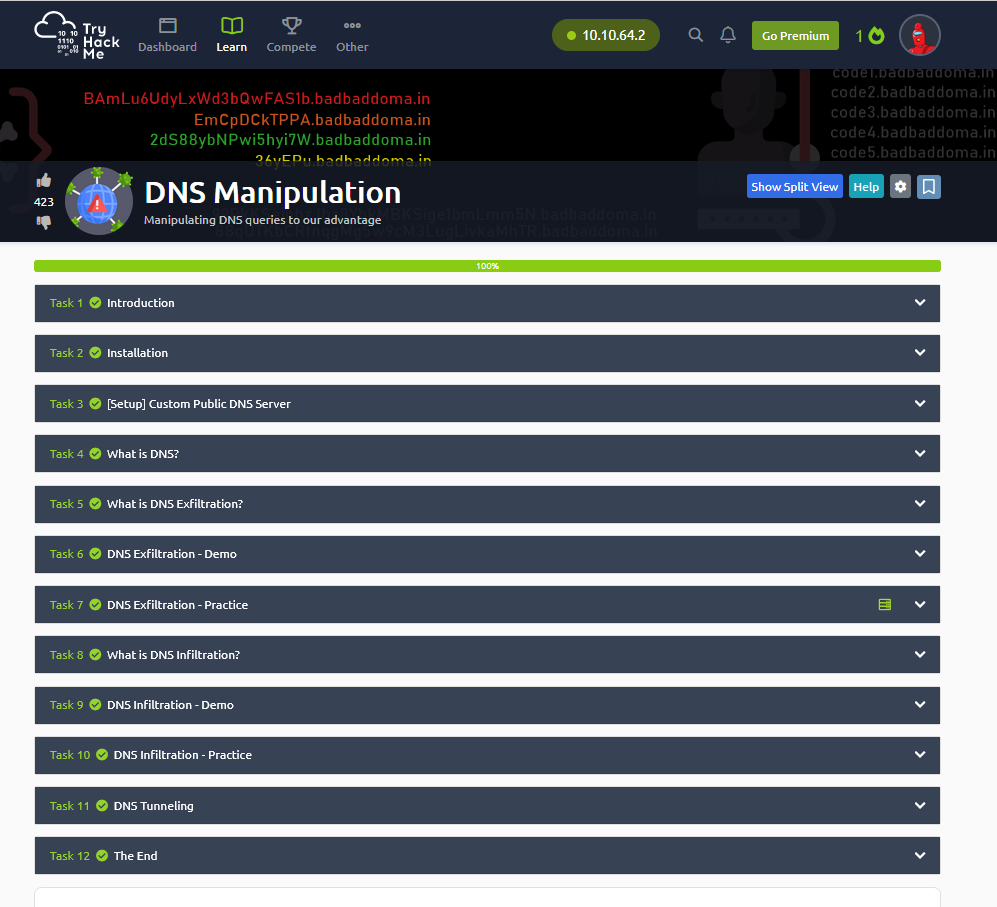 Try
Hack
Me
Dashboard
Learn
Compete
Other
10.10.64.2
Go Premium
1
BAmLu6UdyLxWd3bQwFAS1b.badbaddoma.in
EmCpDCkTPPA.badbaddoma.in
2dS88ybNPwi5hyi7W.badbaddoma.in
36yEPu.badbaddoma.in
code1.badbaddoma.in
code2.badbaddoma.in
code3.badbaddoma.in
code4.badbaddoma.in
code5.badbaddoma.in
423
DNS Manipulation
Manipulating DNS queries to our advantage
Show Split View
Help
100%
Task 1 Introduction
Task 2 Installation
Task 3 [Setup] Custom Public DNS Server
Task 4 What is DNS?
Task 5 What is DNS Exfiltration?
Task 6 DNS Exfiltration - Demo
Task 7 DNS Exfiltration - Practice
Task 8 What is DNS Infiltration?
Task 9 DNS Infiltration - Demo
Task 10 DNS Infiltration - Practice
Task 11 DNS Tunneling
Task 12 The End